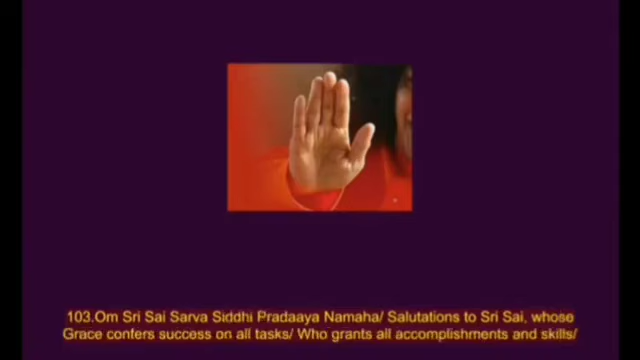 103.Om Sri Sai Sarva Siddhi Pradaaya Namaha/ Salutations to Sri Sai, whose
Grace confers success on all tasks/ Who grants all accomplishments and skills/